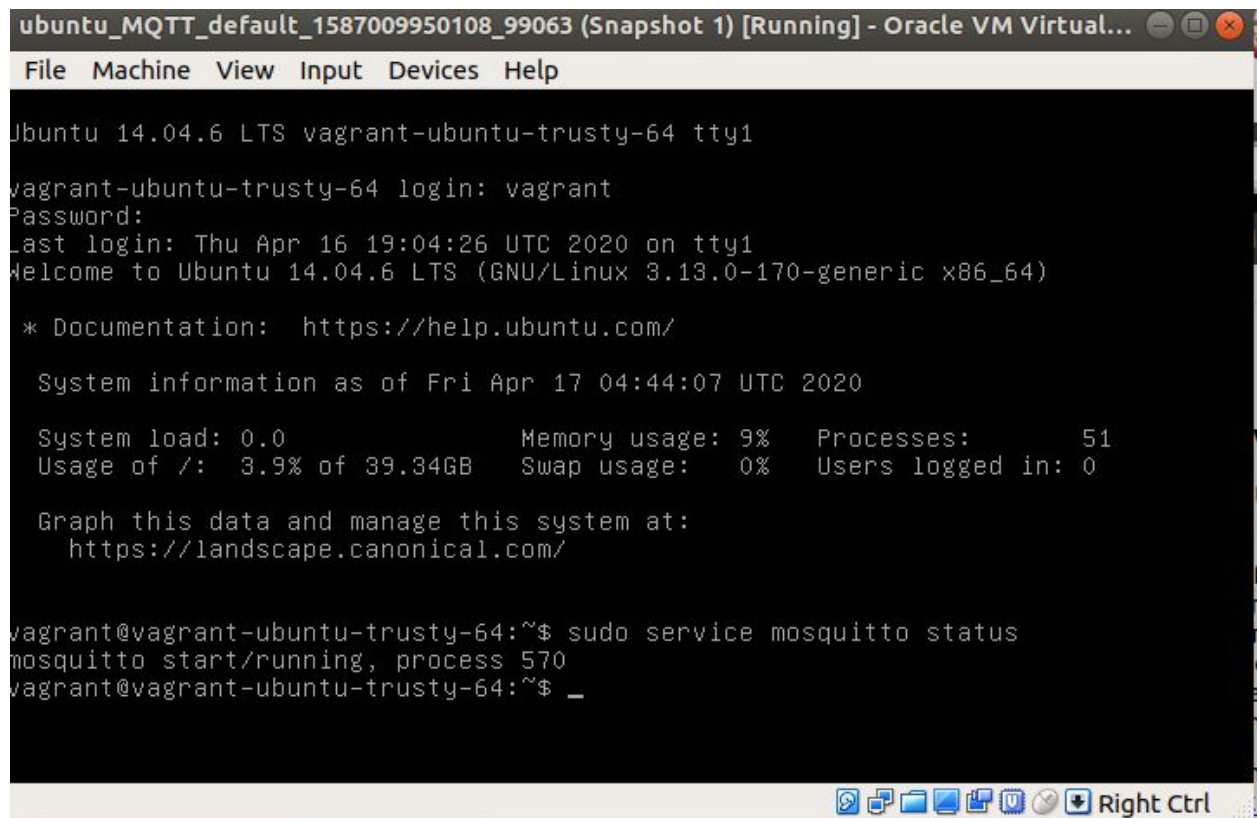 ubuntu_MQTT_default_1587009950108_99063 (Snapshot 1) [Running] - Oracle VM Virtual...
File Machine View Input Devices Help
Ubuntu 14.04.6 LTS vagrant-ubuntu-trusty-64 tty1
vagrant-ubuntu-trusty-64 login: vagrant
Password:
Last login: Thu Apr 16 19:04:26 UTC 2020 on tty1
Welcome to Ubuntu 14.04.6 LTS (GNU/Linux 3.13.0-170-generic x86_64)
* Documentation: https://help.ubuntu.com/
System information as of Fri Apr 17 04:44:07 UTC 2020
System load: 0.0 Memory usage: 9% Processes: 51
Usage of /: 3.9% of 39.34GB Swap usage: 0% Users logged in: 0
Graph this data and manage this system at:
https://landscape.canonical.com/
vagrant@vagrant-ubuntu-trusty-64:~$ sudo service mosquitto status
mosquitto start/running, process 570
vagrant@vagrant-ubuntu-trusty-64:~$ _
Right Ctrl